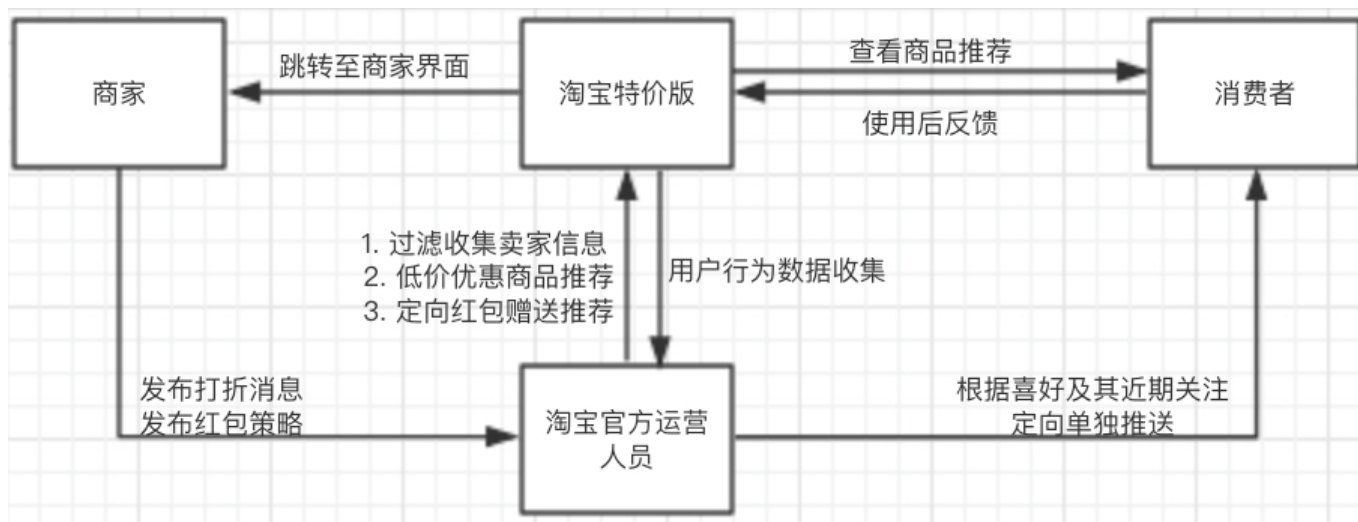 商家
跳转至商家界面
淘宝特价版
查看商品推荐
使用后反馈
消费者
1. 过滤收集卖家信息
2. 低价优惠商品推荐
3. 定向红包赠送推荐
用户行为数据收集
发布打折消息
发布红包策略
淘宝官方运营
人员
根据喜好及其近期关注
定向单独推送